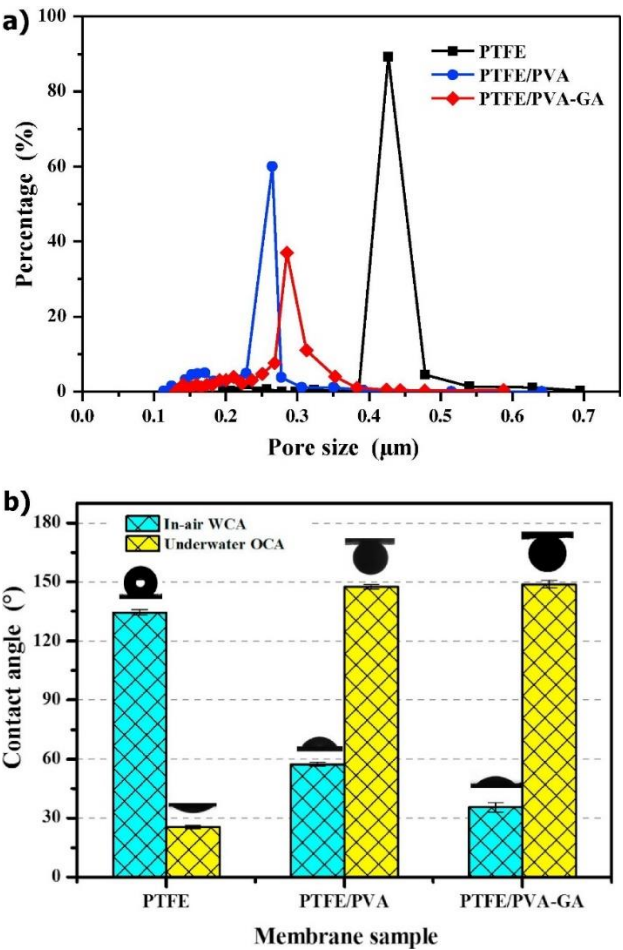 a)
100
80
60
40
20
0
Percentage (%)
PTFE
PTFE/PVA
PTFE/PVA-GA
0.0 0.1 0.2 0.3 0.4 0.5 0.6 0.7
Pore size (μm)
b)
180
150
120
90
60
30
0
Contact angle (°)
In-air WCA
Underwater OCA
PTFE PTFE/PVA PTFE/PVA-GA
Membrane sample